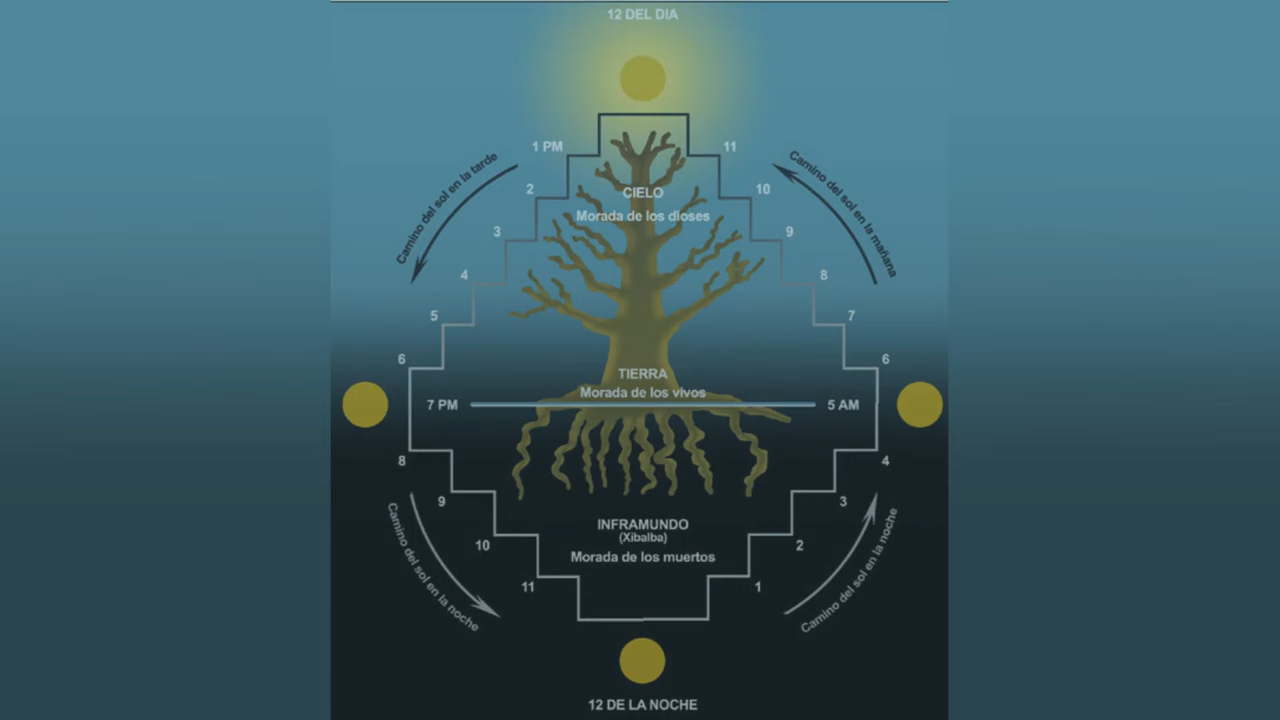 12 DEL DIA
1 PM
11
2
CIELO
10
Morada de los dioses
3
9
Camino del sol en la tarde
Camino del sol en la mañana
4
8
5
7
6
6
TIERRA
Morada de los vivos
7 PM
5 AM
8
4
9
3
INFRAMUNDO
(Xibalba)
10
2
Morada de los muertos
Camino del sol en la noche
Camino del sol en la noche
11
1
12 DE LA NOCHE